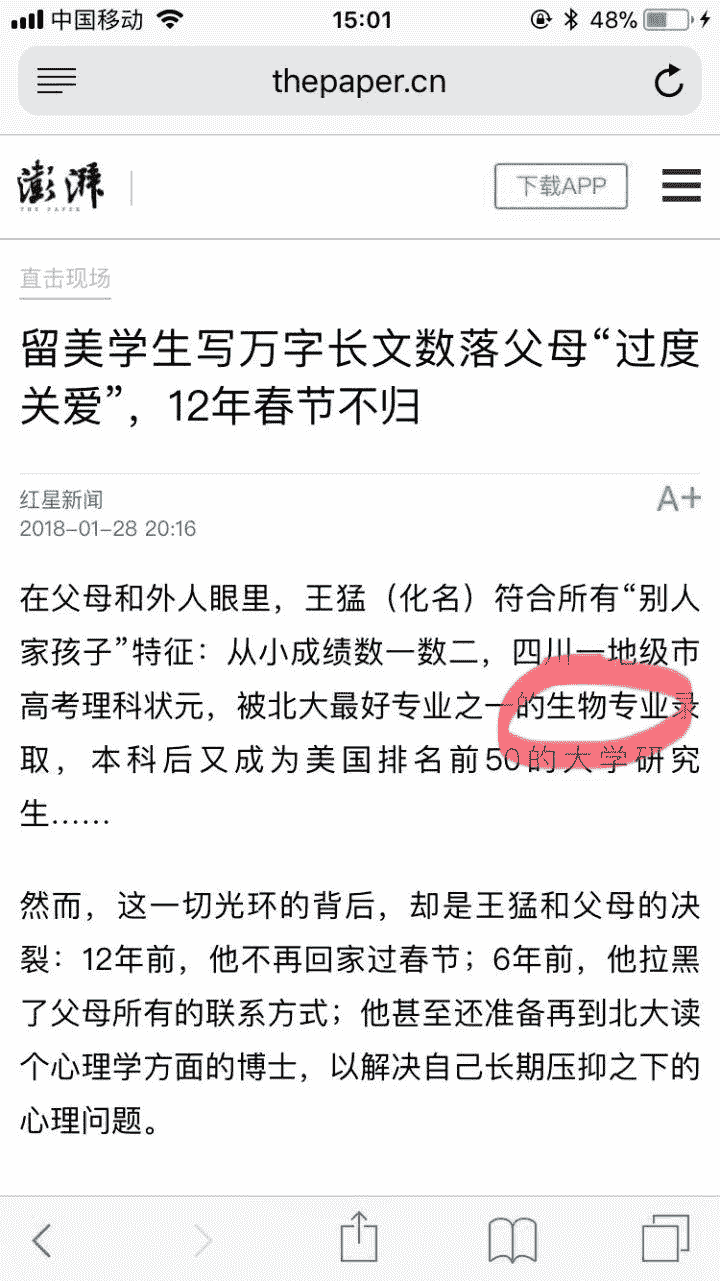 中国移动 15:01 48%
thepaper.cn
澎湃
THE PAPER
下载APP
直击现场
留美学生写万字长文数落父母“过度
关爱”，12年春节不归
红星新闻
A+
2018-01-28 20:16
在父母和外人眼里，王猛（化名）符合所有“别人
家孩子”特征：从小成绩数一数二，四川一地级市
高考理科状元，被北大最好专业之一的生物专业录
取，本科后又成为美国排名前50的大学研究
生……
然而，这一切光环的背后，却是王猛和父母的决
裂：12年前，他不再回家过春节；6年前，他拉黑
了父母所有的联系方式；他甚至还准备再到北大读
个心理学方面的博士，以解决自己长期压抑之下的
心理问题。